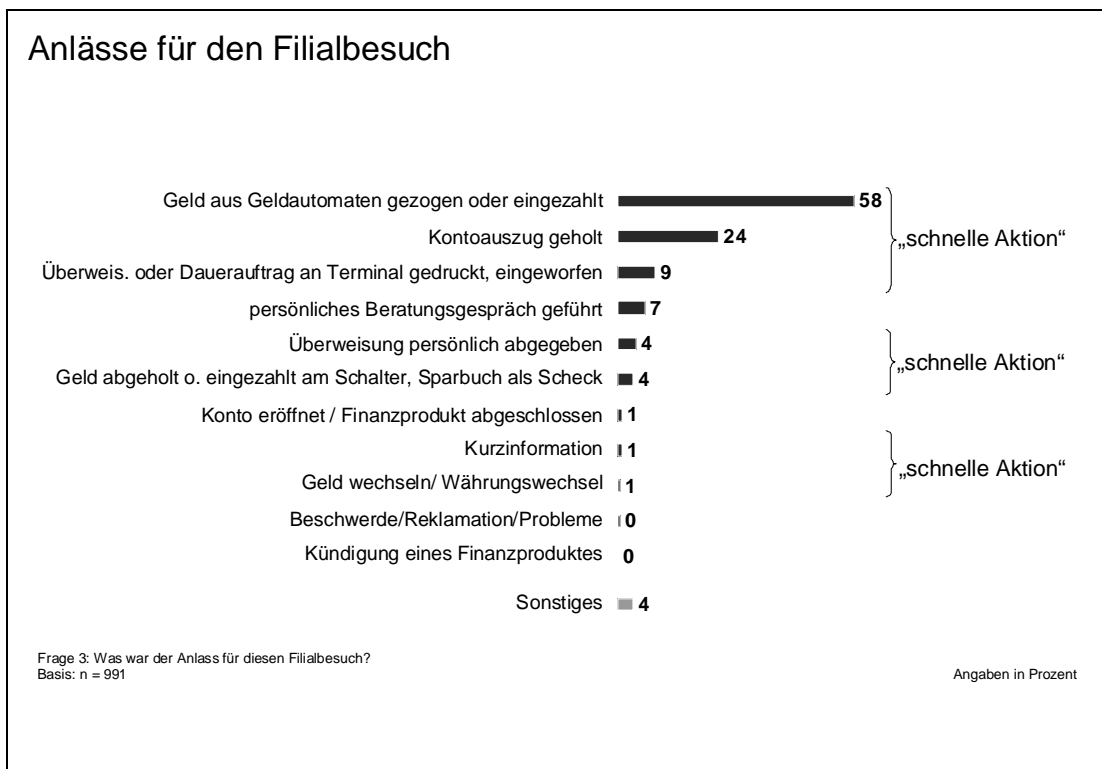 Anlässe für den Filialbesuch
Geld aus Geldautomaten gezogen oder eingezahlt 58
Kontoauszug geholt 24
„schnelle Aktion“
Überweis. oder Dauerauftrag an Terminal gedruckt, eingeworfen 9
persönliches Beratungsgespräch geführt 7
Überweisung persönlich abgegeben 4
„schnelle Aktion“
Geld abgeholt o. eingezahlt am Schalter, Sparbuch als Scheck 4
Konto eröffnet / Finanzprodukt abgeschlossen 1
Kurzinformation 1
„schnelle Aktion“
Geld wechseln/ Währungswechsel 1
Beschwerde/Reklamation/Probleme 0
Kündigung eines Finanzproduktes 0
Sonstiges 4
Frage 3: Was war der Anlass für diesen Filialbesuch?
Basis: n = 991
Angaben in Prozent